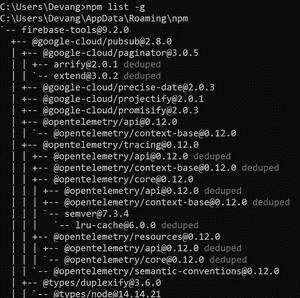 C:\Users\Devang>npm list -g
C:\Users\Devang\AppData\Roaming\npm
`-- firebase-tools@9.2.0
  +-- @google-cloud/pubsub@2.8.0
  | +-- @google-cloud/paginator@3.0.5
  | | +-- arrify@2.0.1 deduped
  | | `-- extend@3.0.2 deduped
  | +-- @google-cloud/precise-date@2.0.3
  | +-- @google-cloud/projectify@2.0.1
  | +-- @google-cloud/promisify@2.0.3
  | +-- @opentelemetry/api@0.12.0
  | | `-- @opentelemetry/context-base@0.12.0
  | +-- @opentelemetry/tracing@0.12.0
  | | +-- @opentelemetry/api@0.12.0 deduped
  | | +-- @opentelemetry/context-base@0.12.0 deduped
  | | +-- @opentelemetry/core@0.12.0
  | | | +-- @opentelemetry/api@0.12.0 deduped
  | | | +-- @opentelemetry/context-base@0.12.0 deduped
  | | | `-- semver@7.3.4
  | | |   `-- lru-cache@6.0.0 deduped
  | | +-- @opentelemetry/resources@0.12.0
  | | | +-- @opentelemetry/api@0.12.0 deduped
  | | | `-- @opentelemetry/core@0.12.0 deduped
  | | `-- @opentelemetry/semantic-conventions@0.12.0
  | +-- @types/duplexify@3.6.0
  | | `-- @types/node@14.14.21